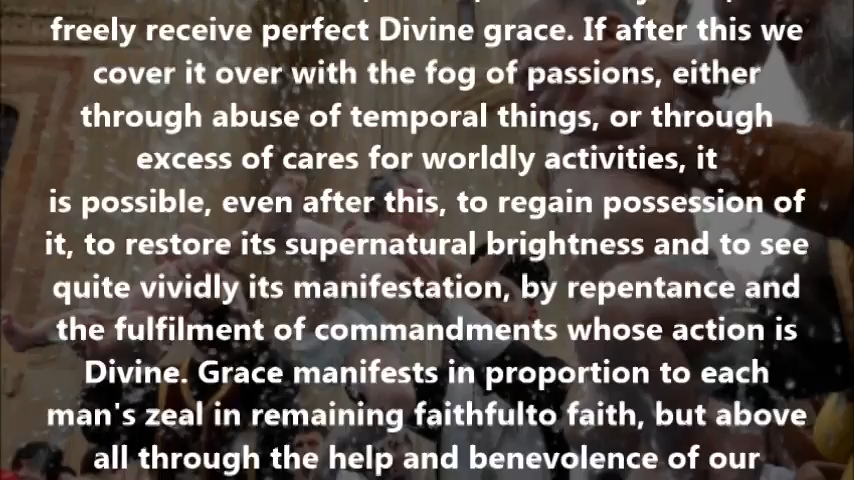 freely receive perfect Divine grace. If after this we
cover it over with the fog of passions, either
through abuse of temporal things, or through
excess of cares for worldly activities, it
is possible, even after this, to regain possession of
it, to restore its supernatural brightness and to see
quite vividly its manifestation, by repentance and
the fulfilment of commandments whose action is
Divine. Grace manifests in proportion to each
man's zeal in remaining faithfulto faith, but above
all through the help and benevolence of our